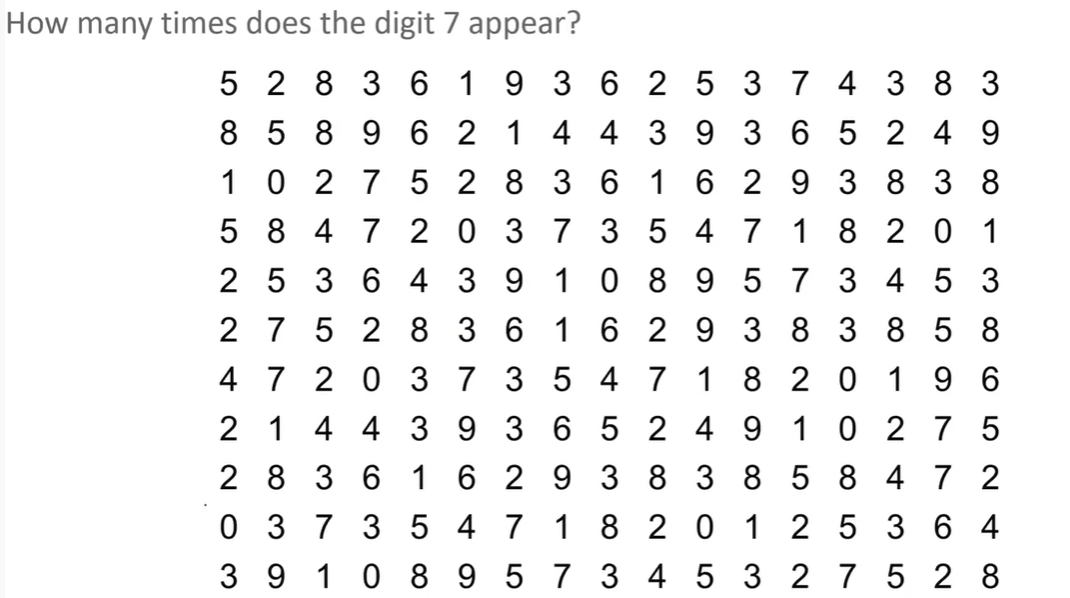 How many times does the digit 7 appear?
5 2 8 3 6 1 9 3 6 2 5 3 7 4 3 8 3
8 5 8 9 6 2 1 4 4 3 9 3 6 5 2 4 9
1 0 2 7 5 2 8 3 6 1 6 2 9 3 8 3 8
5 8 4 7 2 0 3 7 3 5 4 7 1 8 2 0 1
2 5 3 6 4 3 9 1 0 8 9 5 7 3 4 5 3
2 7 5 2 8 3 6 1 6 2 9 3 8 3 8 5 8
4 7 2 0 3 7 3 5 4 7 1 8 2 0 1 9 6
2 1 4 4 3 9 3 6 5 2 4 9 1 0 2 7 5
2 8 3 6 1 6 2 9 3 8 3 8 5 8 4 7 2
0 3 7 3 5 4 7 1 8 2 0 1 2 5 3 6 4
3 9 1 0 8 9 5 7 3 4 5 3 2 7 5 2 8